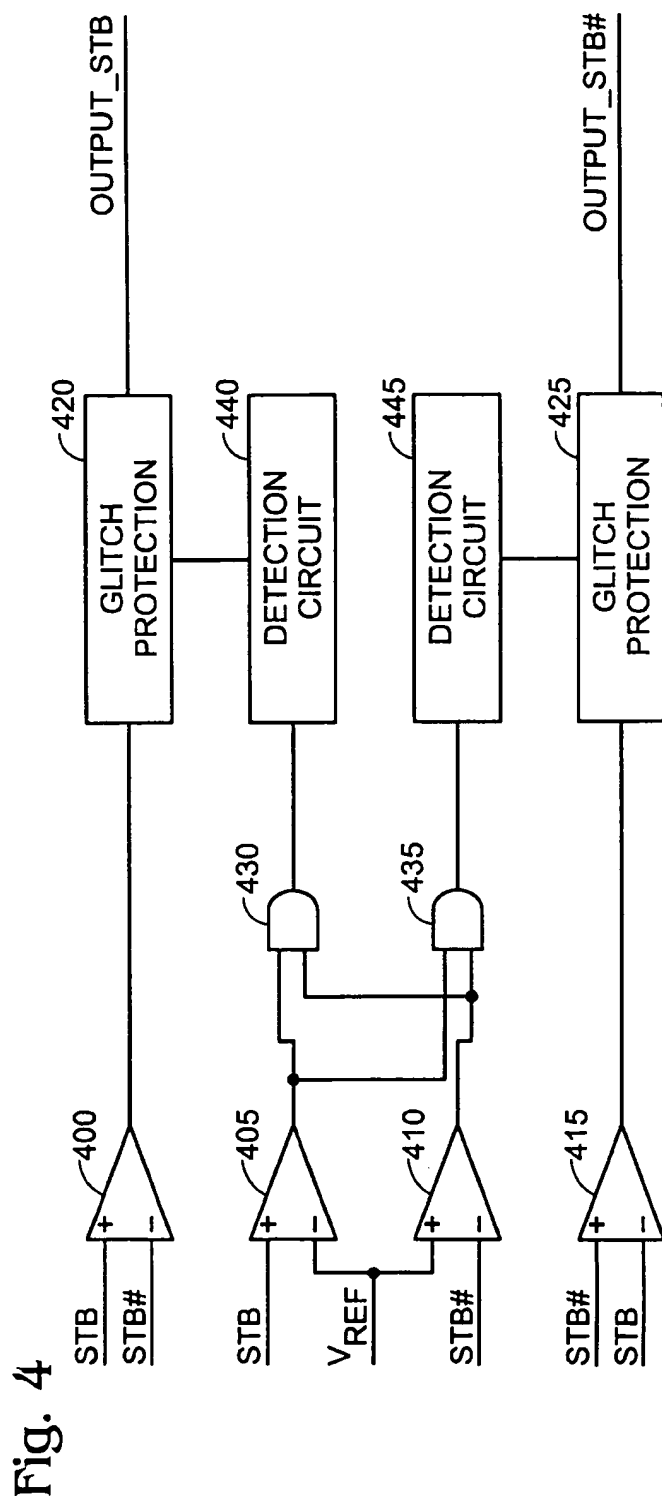 Fig. 4
STB
STB#
400
420
GLITCH
PROTECTION
OUTPUT_STB
STB
+
−
405
430
440
DETECTION
CIRCUIT
VREF
STB#
+
−
410
435
445
DETECTION
CIRCUIT
STB#
STB
+
−
415
425
GLITCH
PROTECTION
OUTPUT_STB#
+
−